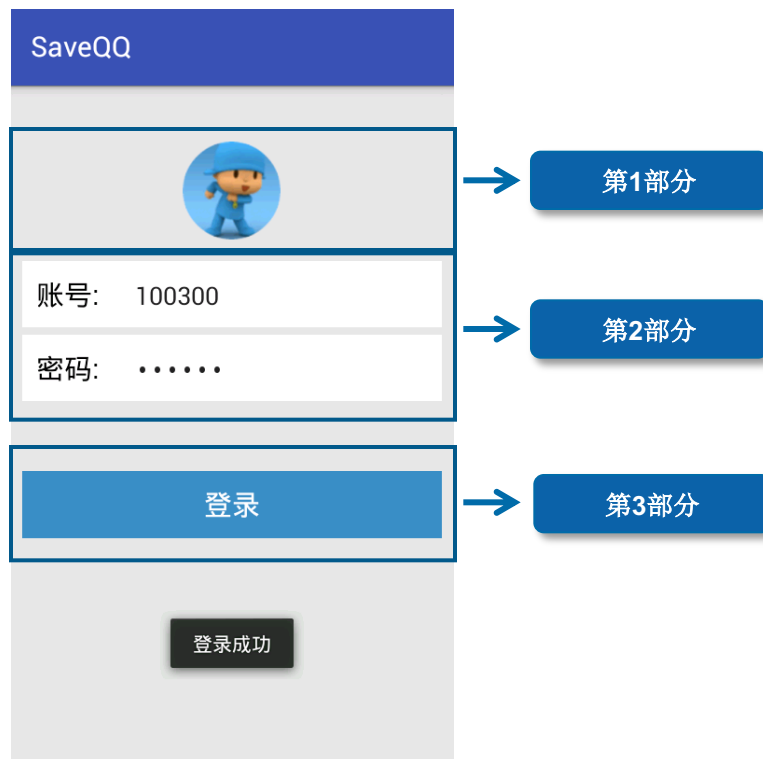 SaveQQ
第1部分
账号: 100300
第2部分
密码: ••••••
登录
第3部分
登录成功